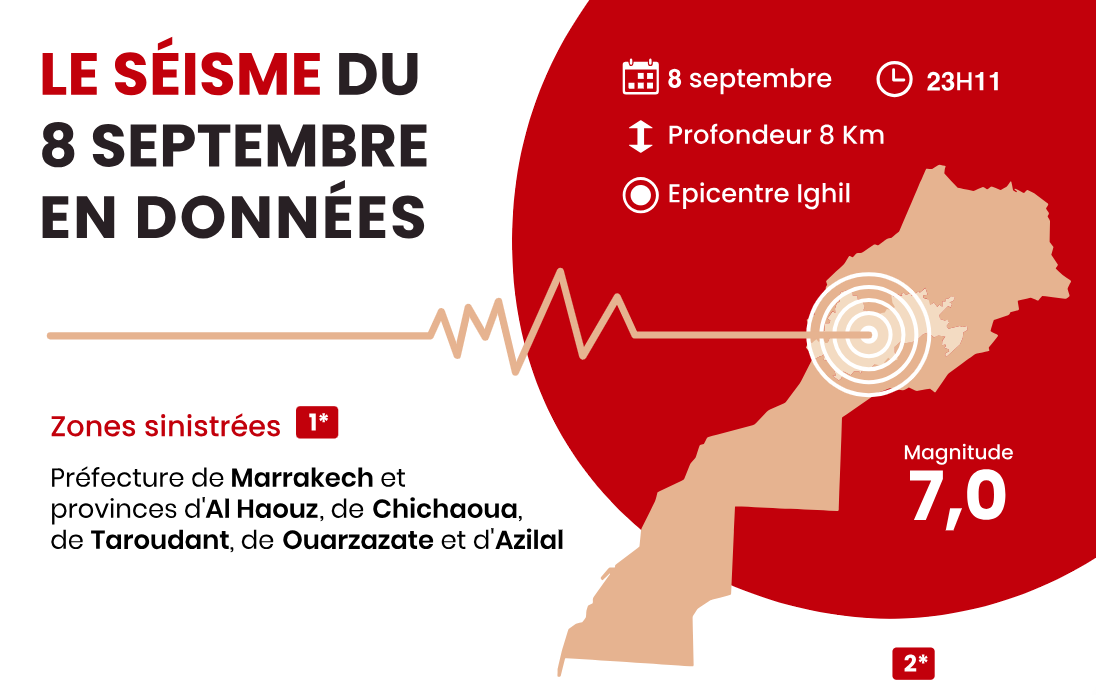 LE SÉISME DU
8 SEPTEMBRE
EN DONNÉES
8 septembre
23H11
Profondeur 8 Km
Epicentre Ighil
Zones sinistrées 1*
Préfecture de Marrakech et
provinces d'Al Haouz, de Chichaoua,
de Taroudant, de Ouarzazate et d'Azilal
Magnitude
7,0
2*